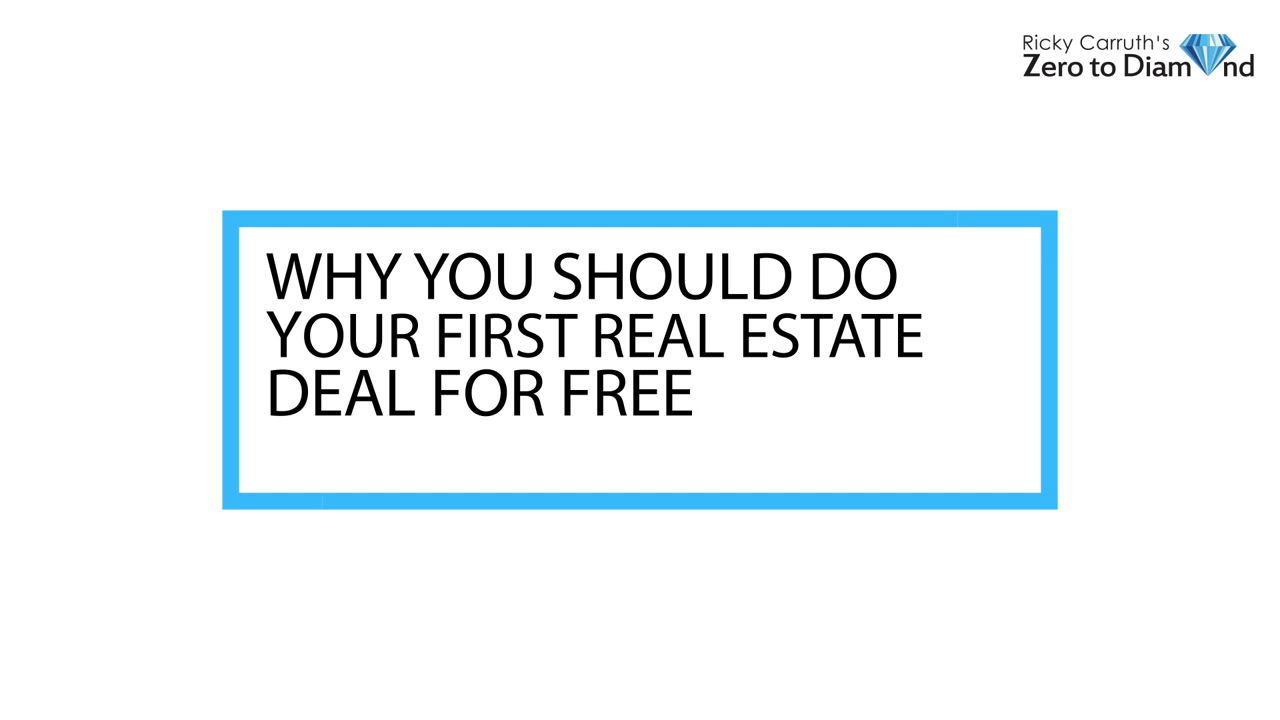 Ricky Carruth's
Zero to Diamond
WHY YOU SHOULD DO
YOUR FIRST REAL ESTATE
DEAL FOR FREE